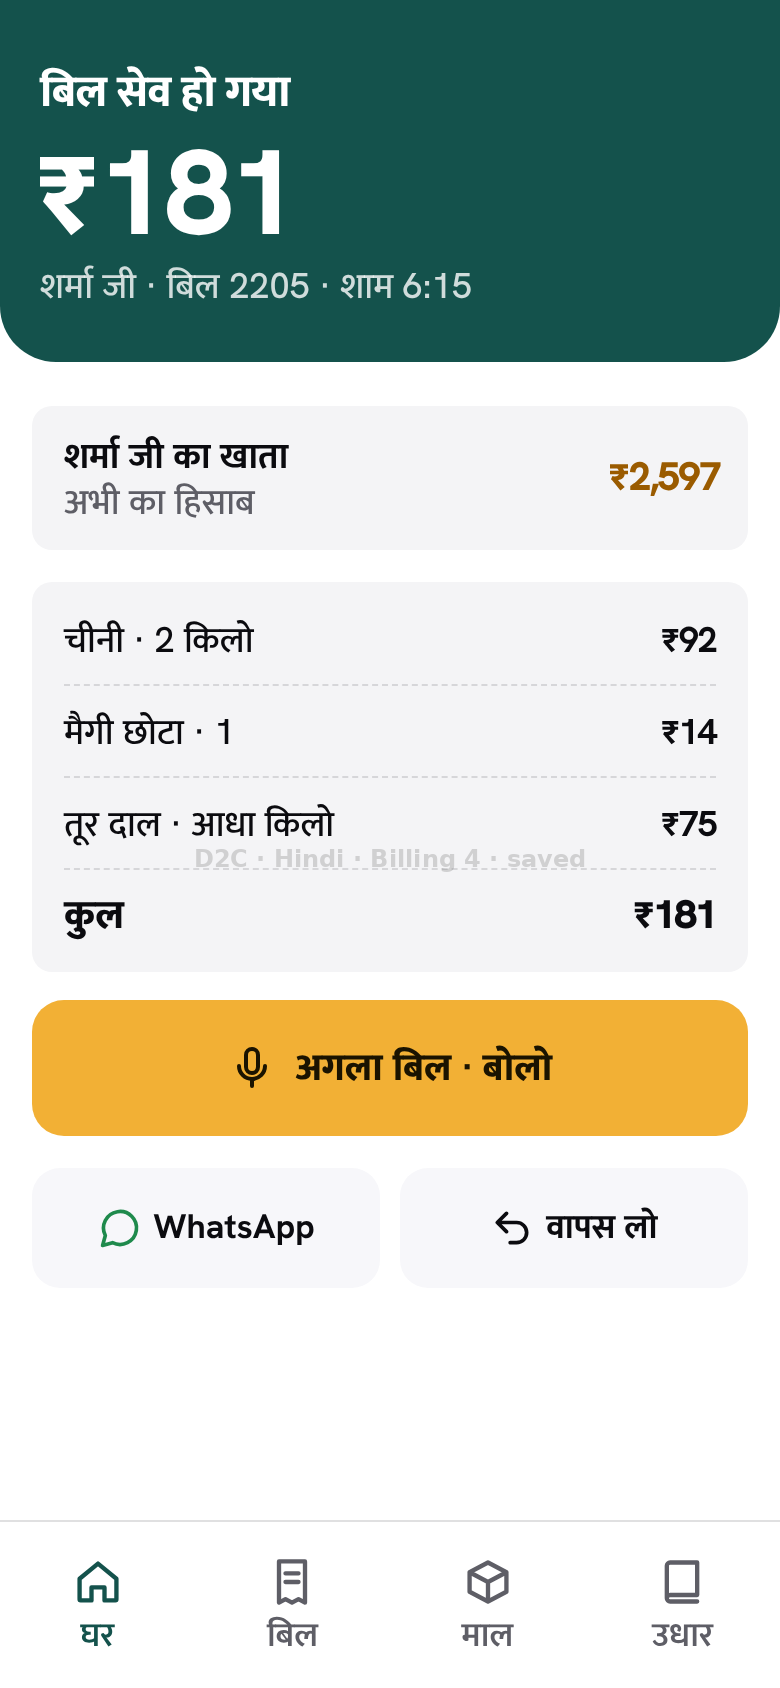 बिल सेव हो गया
₹181
शर्मा जी · बिल 2205 · शाम 6:15
शर्मा जी का खाता
अभी का हिसाब
₹2,597
चीनी · 2 किलो ₹92
मैगी छोटा · 1 ₹14
तूर दाल · आधा किलो ₹75
D2C · Hindi · Billing 4 · saved
कुल ₹181
अगला बिल · बोलो
WhatsApp वापस लो
घर बिल माल उधार